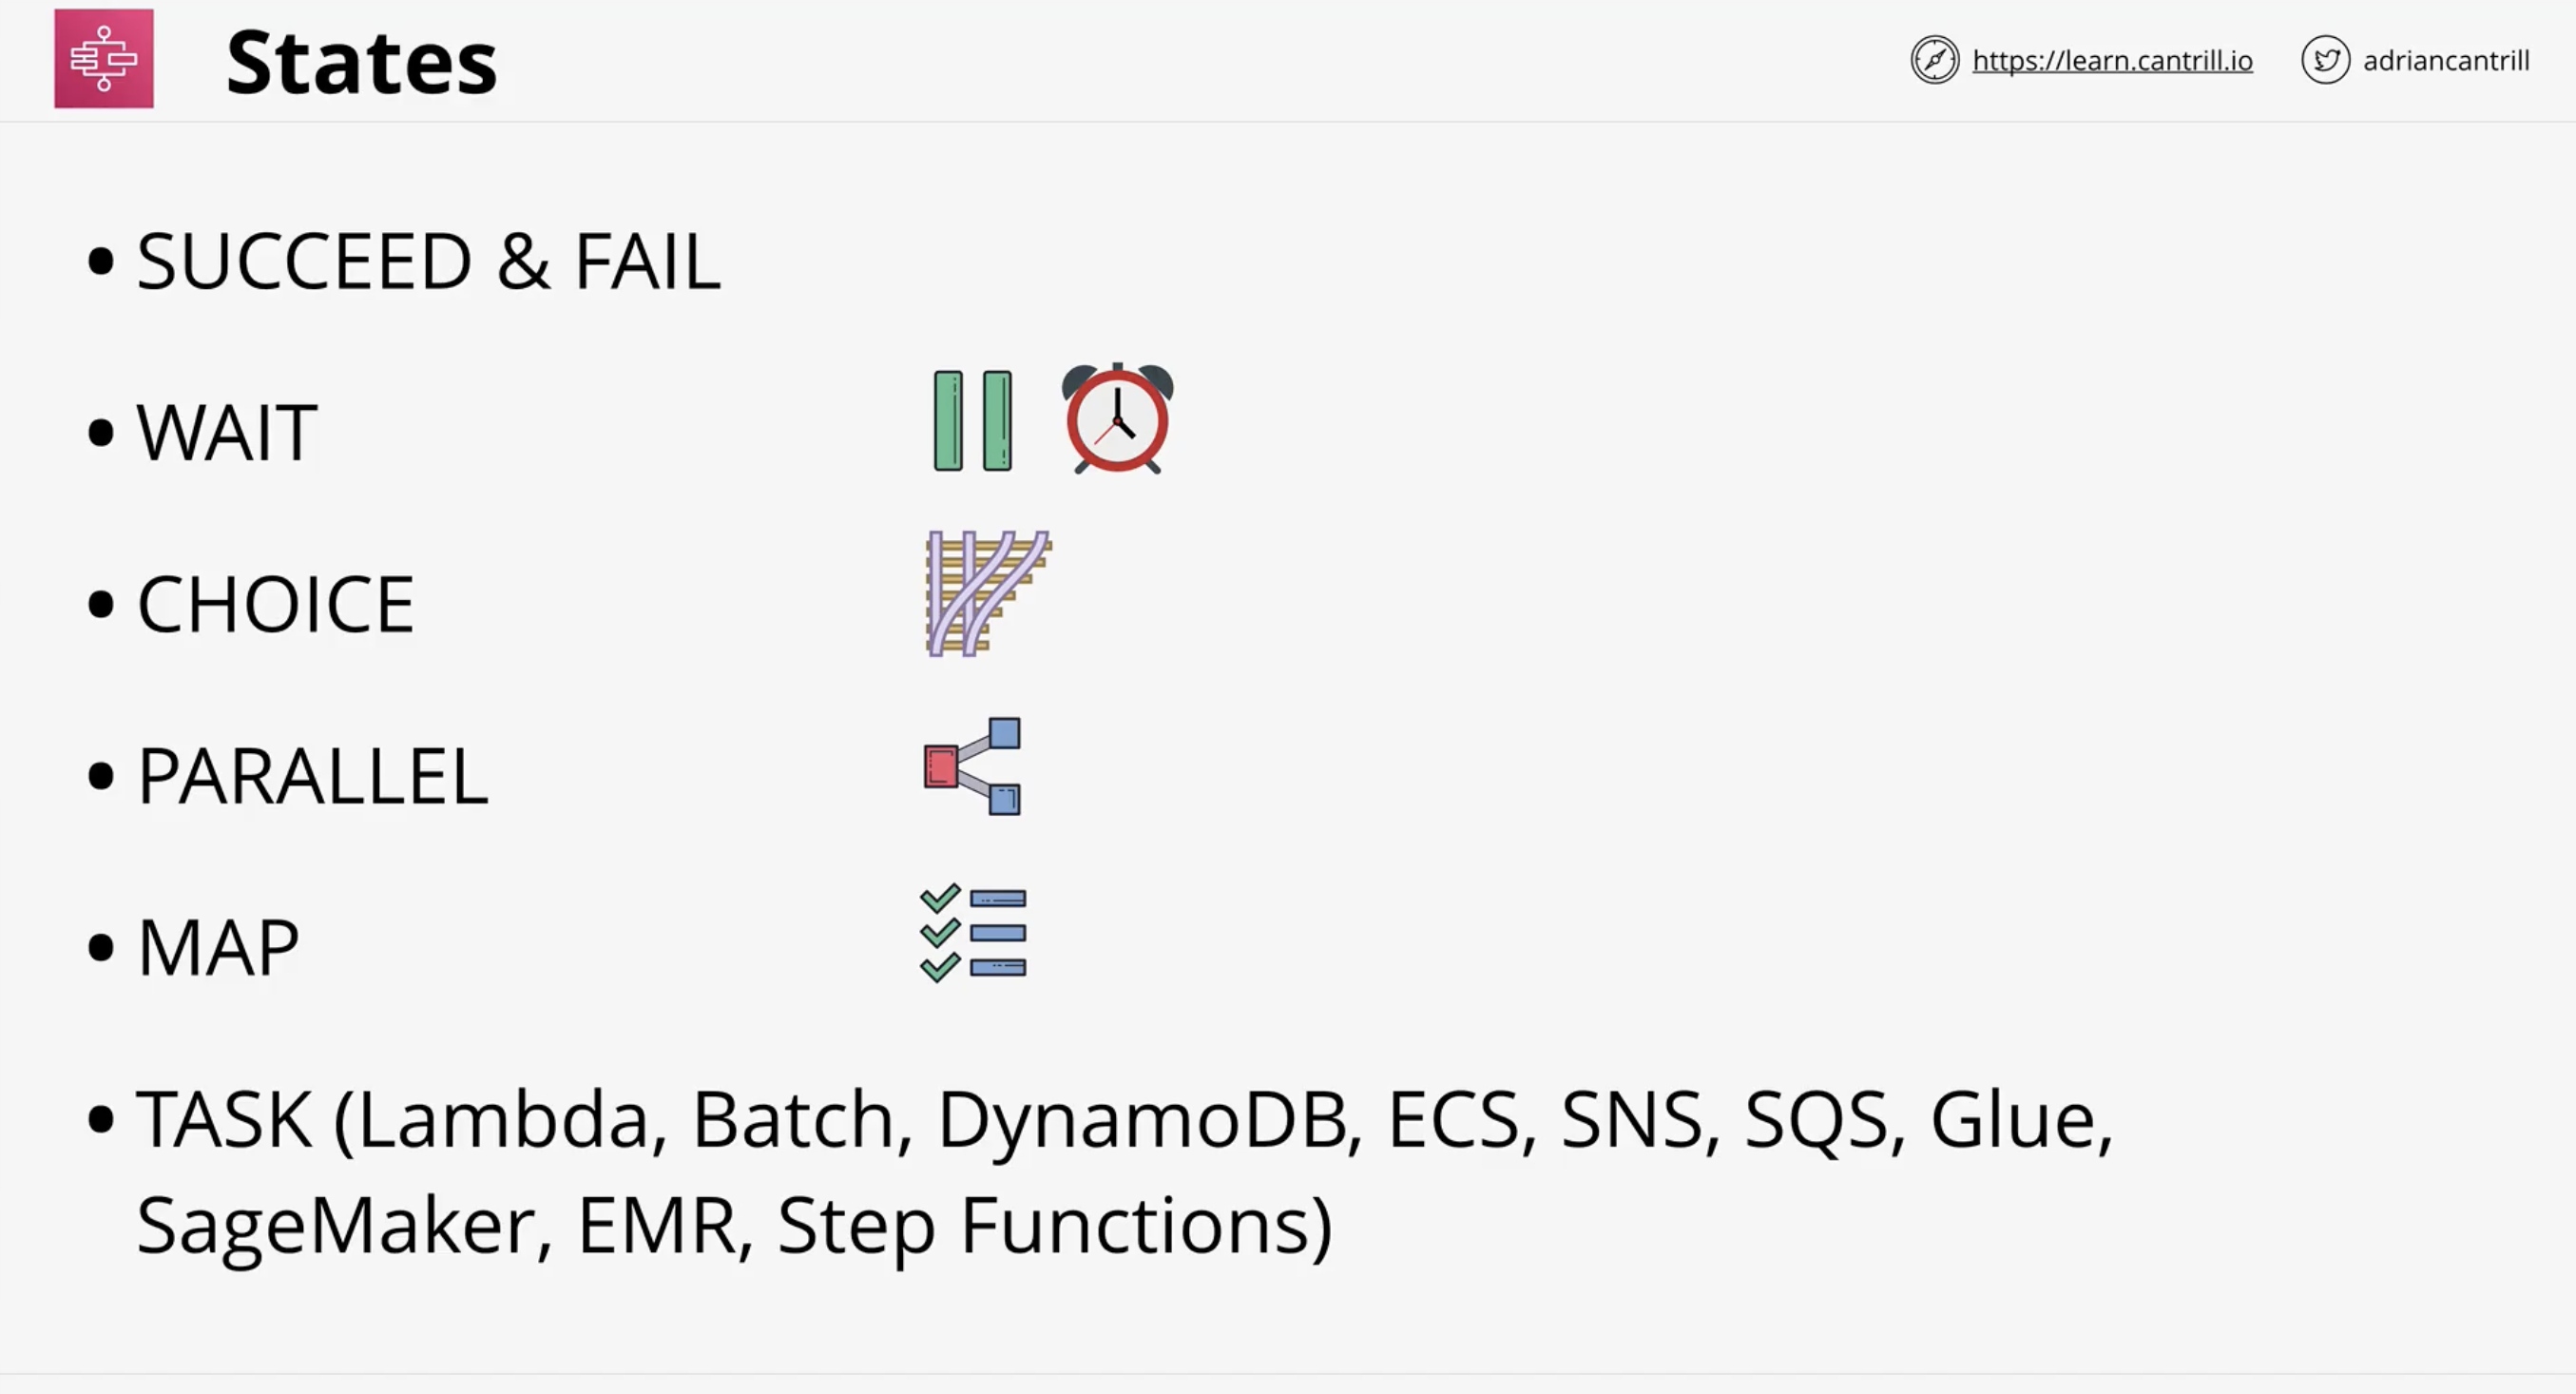 States
https://learn.cantrill.io
adriancantrill
• SUCCEED & FAIL
• WAIT
• CHOICE
• PARALLEL
• MAP
• TASK (Lambda, Batch, DynamoDB, ECS, SNS, SQS, Glue,
SageMaker, EMR, Step Functions)